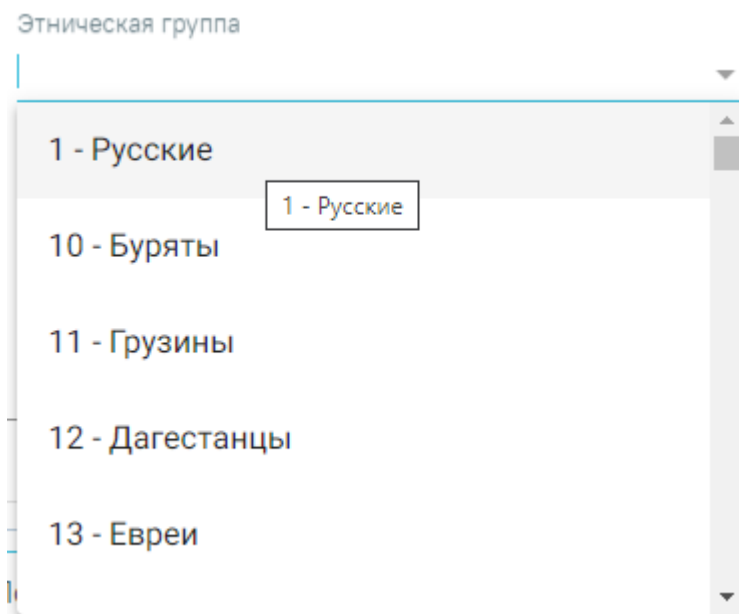 Этническая группа
1 - Русские
1 - Русские
10 - Буряты
11 - Грузины
12 - Дагестанцы
13 - Евреи